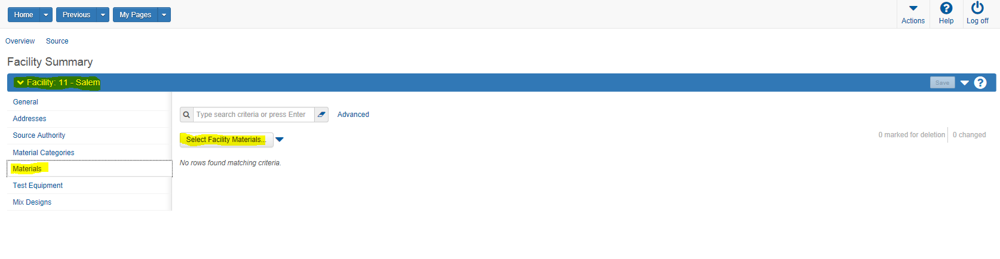 Home Previous My Pages Actions Help Log off
Overview Source
Facility Summary
Facility: 11 - Salem Save ?
General
Addresses
Source Authority
Material Categories
Materials
Test Equipment
Mix Designs
Type search criteria or press Enter Advanced
Select Facility Materials... 0 marked for deletion 0 changed
No rows found matching criteria.